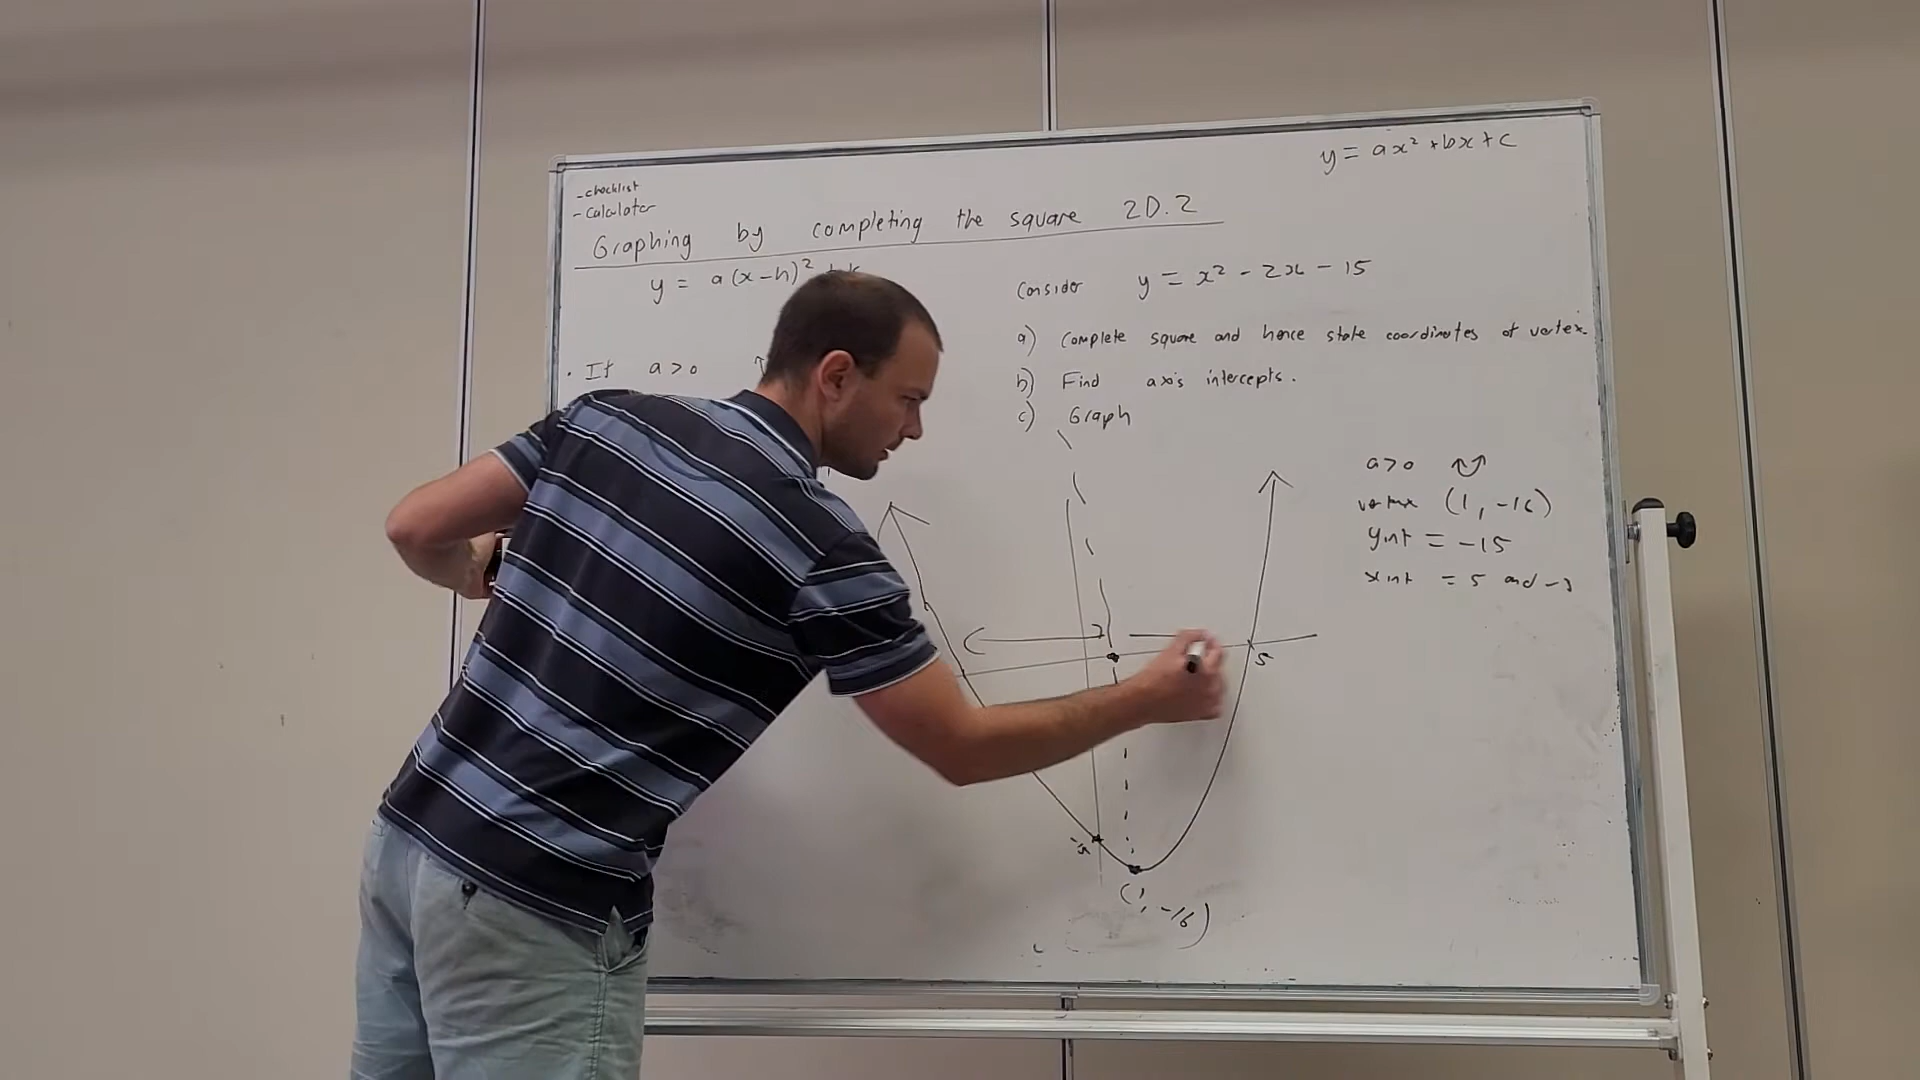 y = ax² + bx + c
- checklist
- Calculator
Graphing by completing the square 2D.2
y = a(x-h)²
Consider y = x² - 2x - 15
a) Complete square and hence state coordinates of vertex.
b) Find axis intercepts.
c) Graph
• If a > 0
a > 0
vertex (1, -16)
y int = -15
x int = 5 and -3
5
(1, -16)